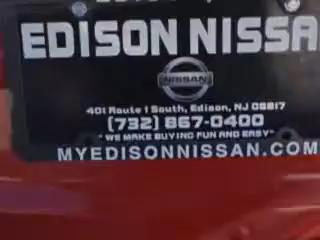 EDISON NISSA
NISSAN
401 Route 1 South, Edison, NJ 08817
(732) 867-0400
"WE MAKE BUYING FUN AND EASY"
MYEDISONNISSAN.COM